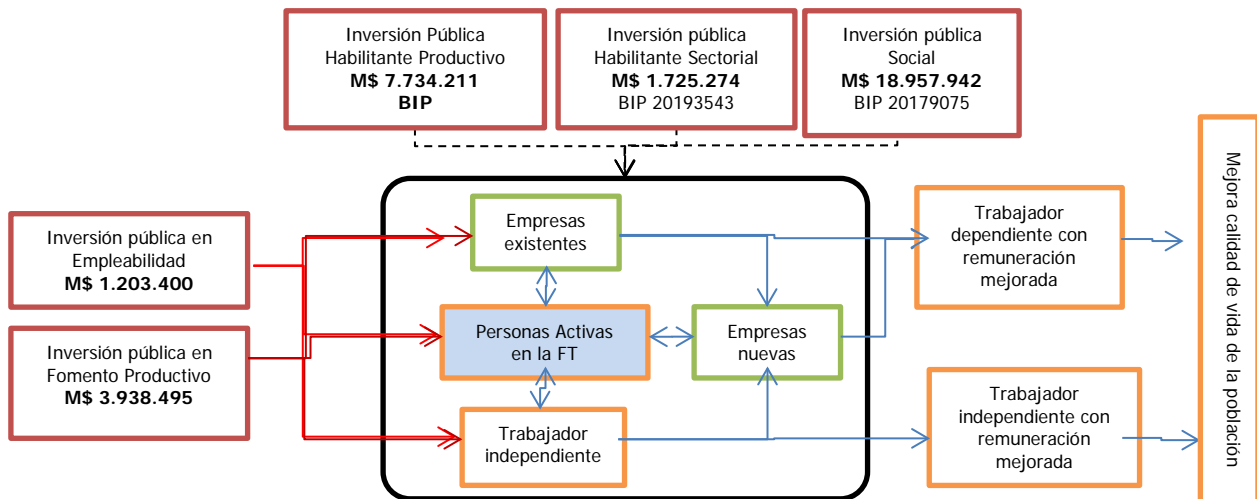 Inversión Pública
Habilitante Productivo
M$ 7.734.211
BIP
Inversión pública
Habilitante Sectorial
M$ 1.725.274
BIP 20193543
Inversión pública
Social
M$ 18.957.942
BIP 20179075
Inversión pública en
Empleabilidad
M$ 1.203.400
Inversión pública en
Fomento Productivo
M$ 3.938.495
Empresas
existentes
Personas Activas
en la FT
Empresas
nuevas
Trabajador
independiente
Trabajador
dependiente con
remuneración
mejorada
Trabajador
independiente con
remuneración
mejorada
Mejora calidad de vida de la población